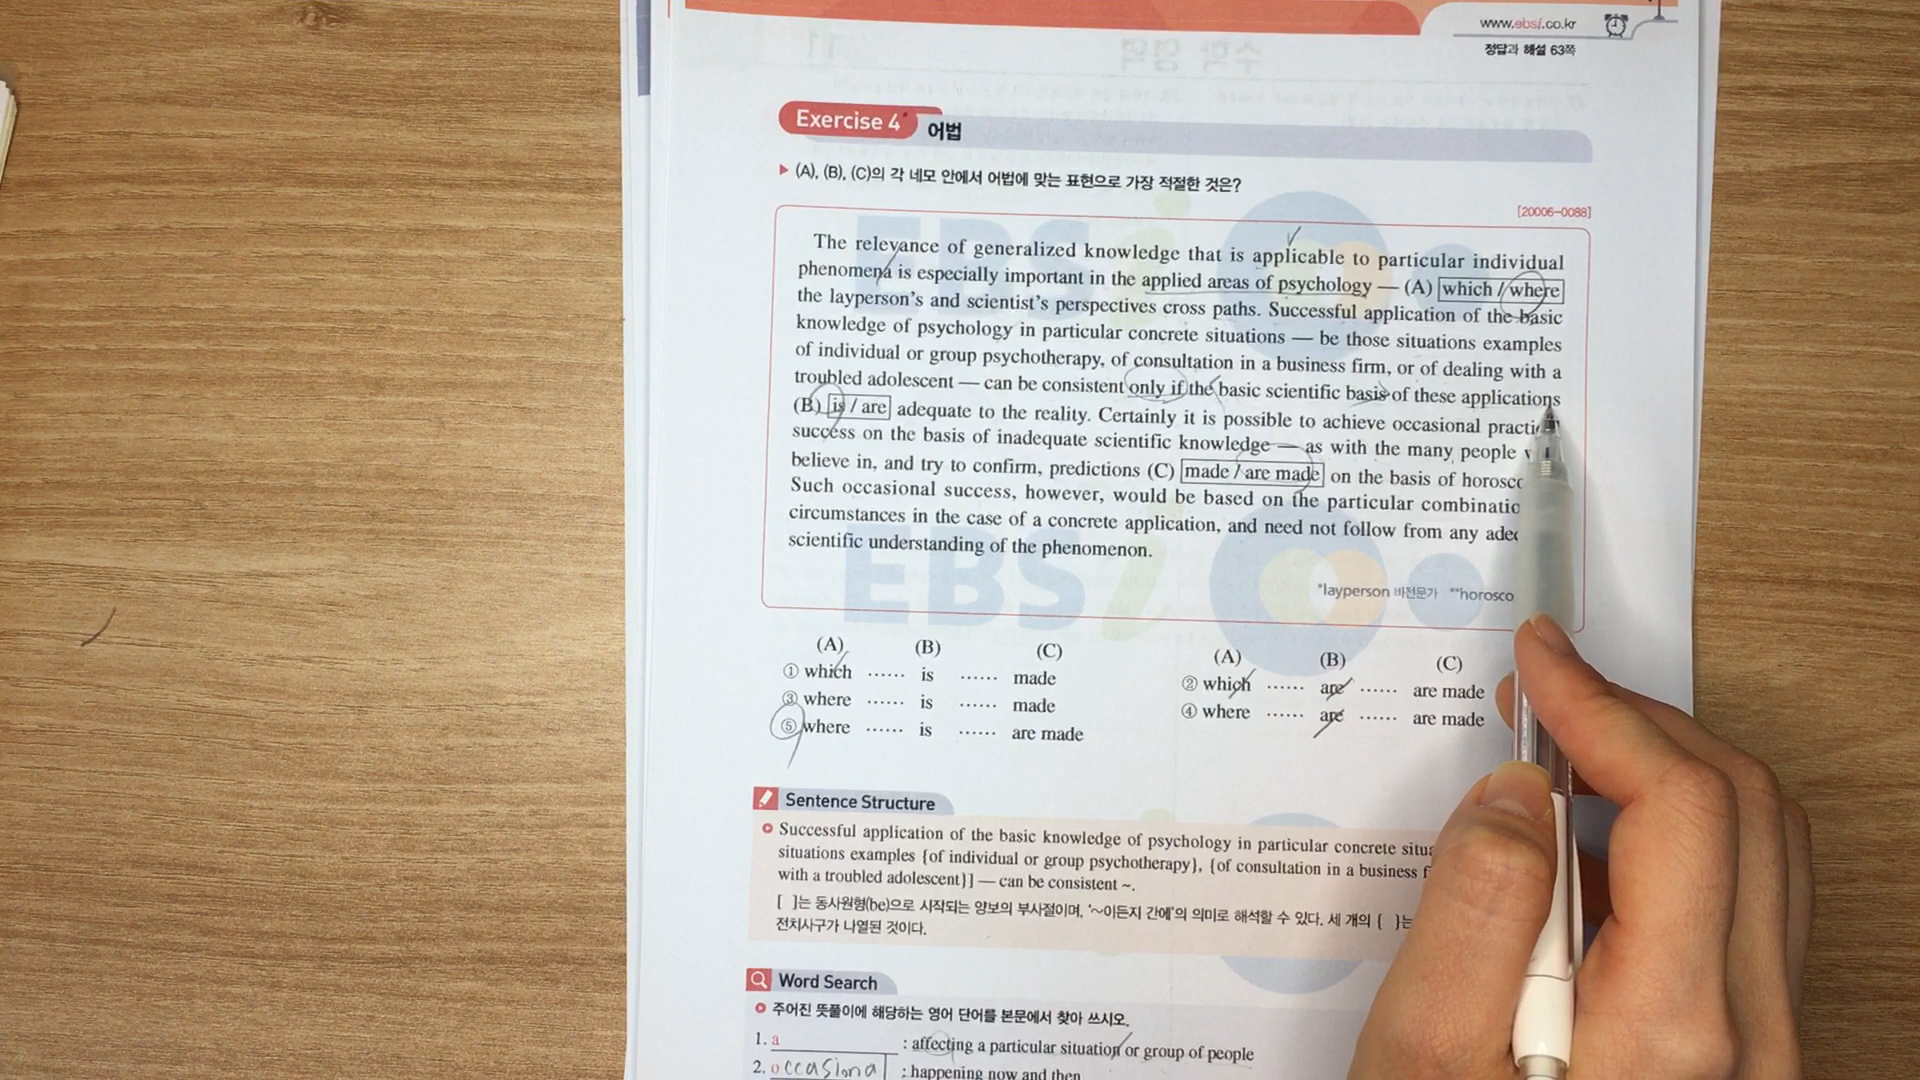 www.ebsi.co.kr
정답과 해설 63쪽
Exercise 4 어법
▶ (A), (B), (C)의 각 네모 안에서 어법에 맞는 표현으로 가장 적절한 것은?
[20006-0088]
The relevance of generalized knowledge that is applicable to particular individual
phenomena is especially important in the applied areas of psychology — (A) which / where
the layperson's and scientist's perspectives cross paths. Successful application of the basic
knowledge of psychology in particular concrete situations — be those situations examples
of individual or group psychotherapy, of consultation in a business firm, or of dealing with a
troubled adolescent — can be consistent only if the basic scientific basis of these applications
(B) is / are adequate to the reality. Certainly it is possible to achieve occasional
success on the basis of inadequate scientific knowledge — as with the many people
believe in, and try to confirm, predictions (C) made / are made on the basis of
Such occasional success, however, would be based on the particular
circumstances in the case of a concrete application, and need not follow from any
scientific understanding of the phenomenon.
*layperson 비전문가
(A) (B) (C)
① which ...... is ...... made
③ where ...... is ...... made
⑤ where ...... is ...... are made
(A) (B) (C)
② which ...... are ...... are made
④ where ...... are ...... are made
Sentence Structure
Successful application of the basic knowledge of psychology in particular concrete
situations examples {of individual or group psychotherapy}, {of consultation in a business
with a troubled adolescent}] — can be consistent ~.
[ ]는 동사원형(be)으로 시작되는 양보의 부사절이며, '~이든지 간에'의 의미로 해석할 수 있다. 세 개의 { }는
전치사구가 나열된 것이다.
Word Search
주어진 뜻풀이에 해당하는 영어 단어를 본문에서 찾아 쓰시오.
1. a : affecting a particular situation or group of people
2. occasional : happening now and then